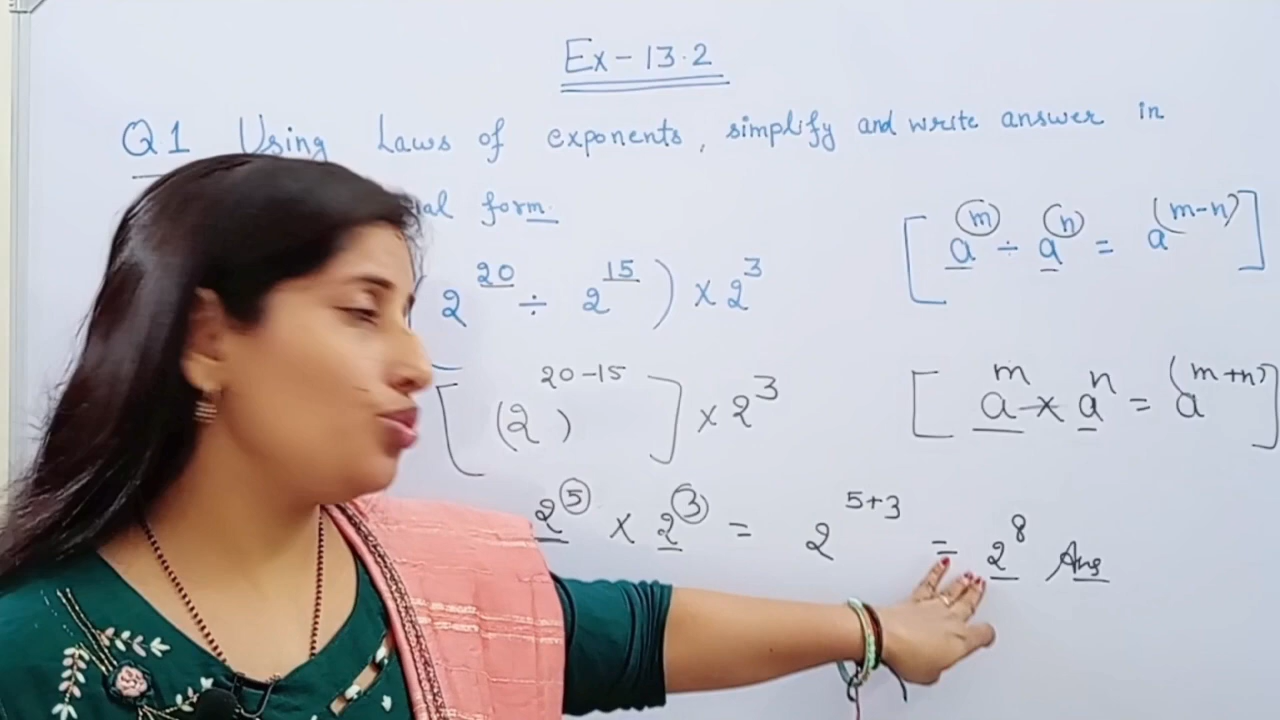 Ex - 13.2
Q1 Using Laws of exponents, simplify and write answer in
form.
2^20 ÷ 2^15 ) × 2^3
[a^m ÷ a^n = a^(m-n)]
[ (2)^20-15 ] × 2^3
[a^m × a^n = a^(m+n)]
2^5 × 2^3 = 2^5+3 = 2^8 Ans